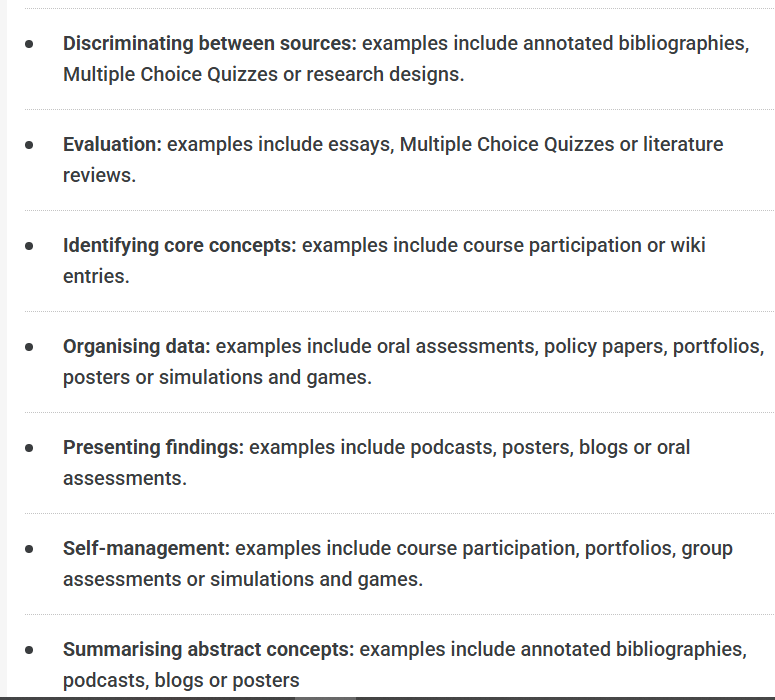 Discriminating between sources: examples include annotated bibliographies,
Multiple Choice Quizzes or research designs.
Evaluation: examples include essays, Multiple Choice Quizzes or literature
reviews.
Identifying core concepts: examples include course participation or wiki
entries.
Organising data: examples include oral assessments, policy papers, portfolios,
posters or simulations and games.
Presenting findings: examples include podcasts, posters, blogs or oral
assessments.
Self-management: examples include course participation, portfolios, group
assessments or simulations and games.
Summarising abstract concepts: examples include annotated bibliographies,
podcasts, blogs or posters